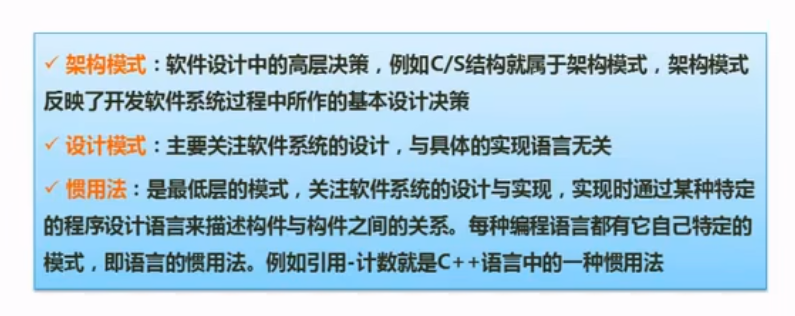 ✓ 架构模式：软件设计中的高层决策，例如C/S结构就属于架构模式，架构模式
反映了开发软件系统过程中所作的基本设计决策
✓ 设计模式：主要关注软件系统的设计，与具体的实现语言无关
✓ 惯用法：是最低层的模式，关注软件系统的设计与实现，实现时通过某种特定
的程序设计语言来描述构件与构件之间的关系。每种编程语言都有它自己特定的
模式，即语言的惯用法。例如引用-计数就是C++语言中的一种惯用法